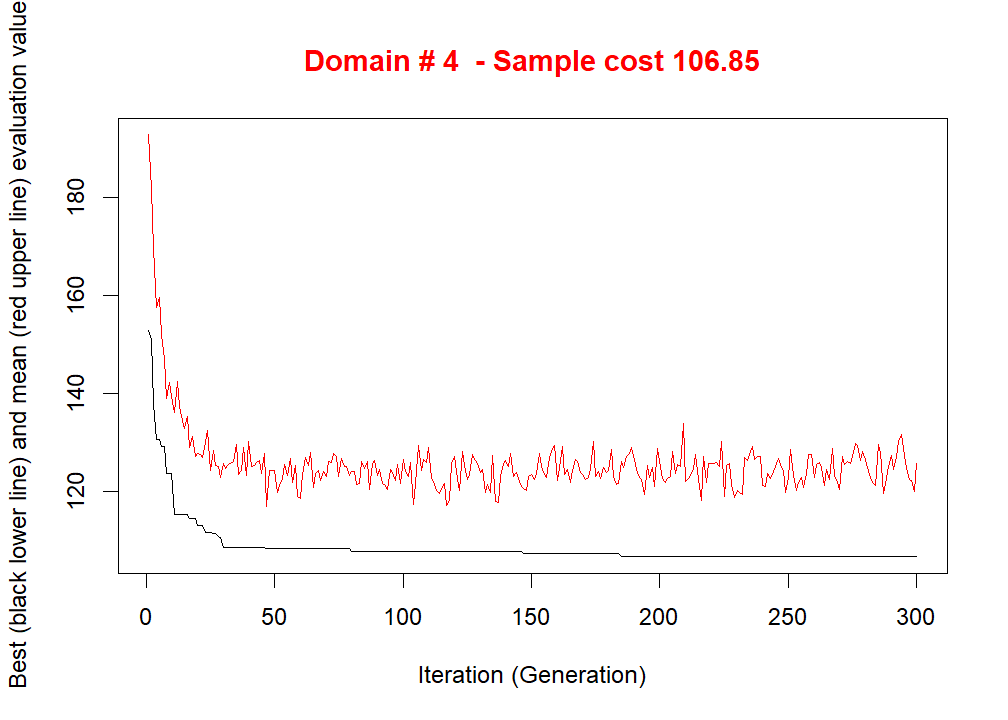 Domain # 4  - Sample cost 106.85
Best (black lower line) and mean (red upper line) evaluation value
180
160
140
120
0 50 100 150 200 250 300
Iteration (Generation)